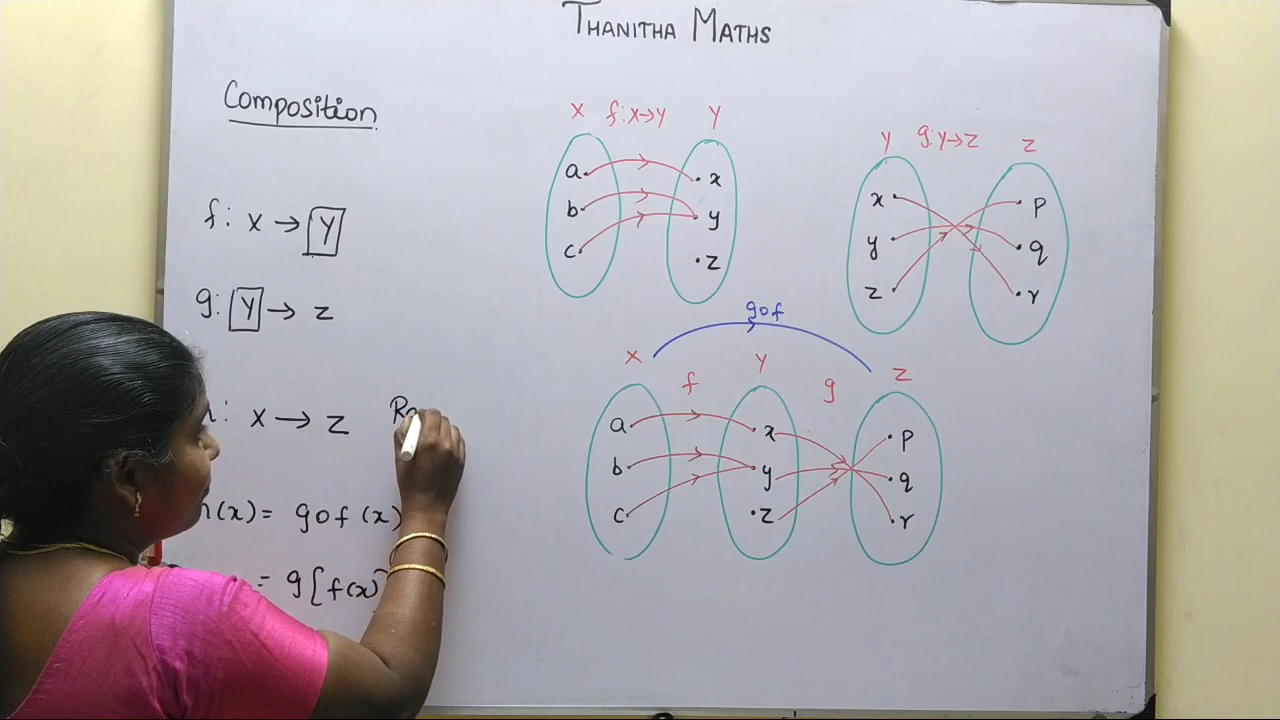 THANITHA MATHS
Composition
f: X → Y
g: Y → Z
h: X → Z
h(x) = gof (x)
= g[f(x)
X f: X→Y Y
a x
b y
c z
Y g: Y→Z Z
x p
y q
z r
gof
X Y Z
f g
a x p
b y q
c z r